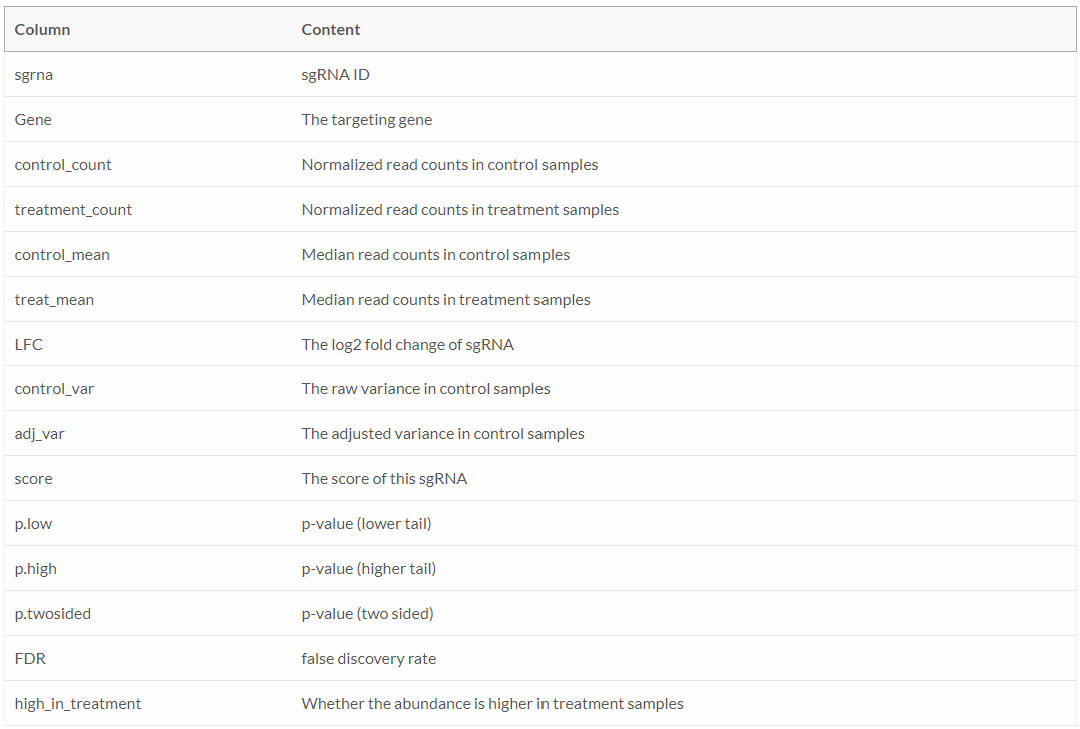 Column Content
sgrna sgRNA ID
Gene The targeting gene
control_count Normalized read counts in control samples
treatment_count Normalized read counts in treatment samples
control_mean Median read counts in control samples
treat_mean Median read counts in treatment samples
LFC The log2 fold change of sgRNA
control_var The raw variance in control samples
adj_var The adjusted variance in control samples
score The score of this sgRNA
p.low p-value (lower tail)
p.high p-value (higher tail)
p.twosided p-value (two sided)
FDR false discovery rate
high_in_treatment Whether the abundance is higher in treatment samples